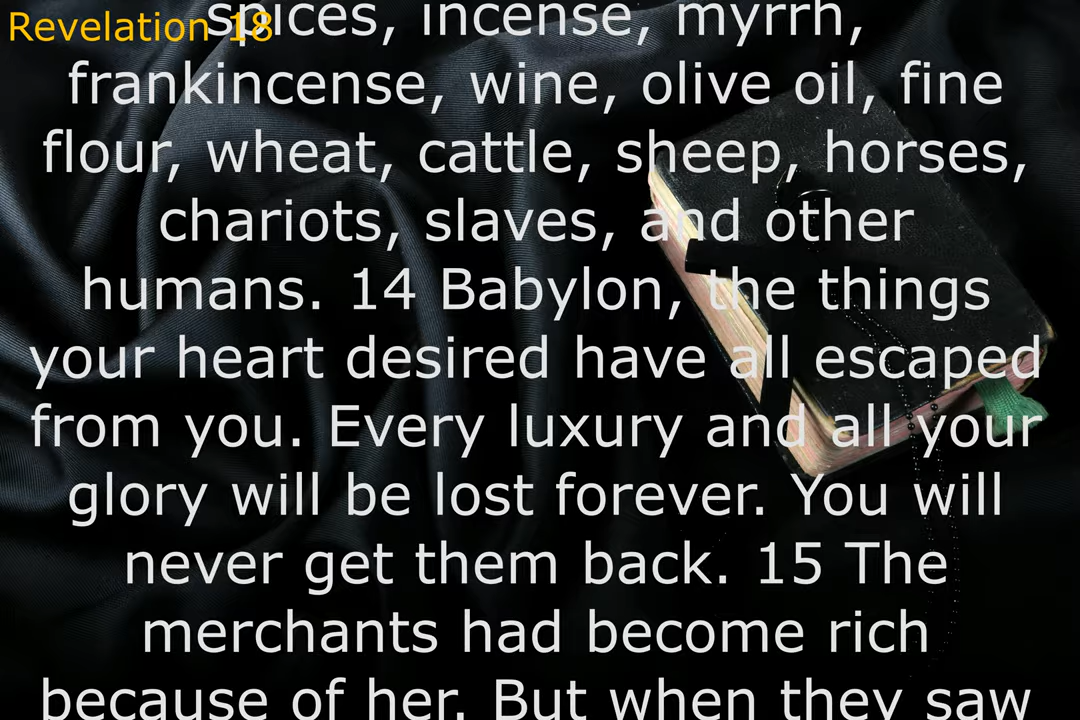 Revelation 18
spices, incense, myrrh,
frankincense, wine, olive oil, fine
flour, wheat, cattle, sheep, horses,
chariots, slaves, and other
humans. 14 Babylon, the things
your heart desired have all escaped
from you. Every luxury and all your
glory will be lost forever. You will
never get them back. 15 The
merchants had become rich
because of her. But when they saw